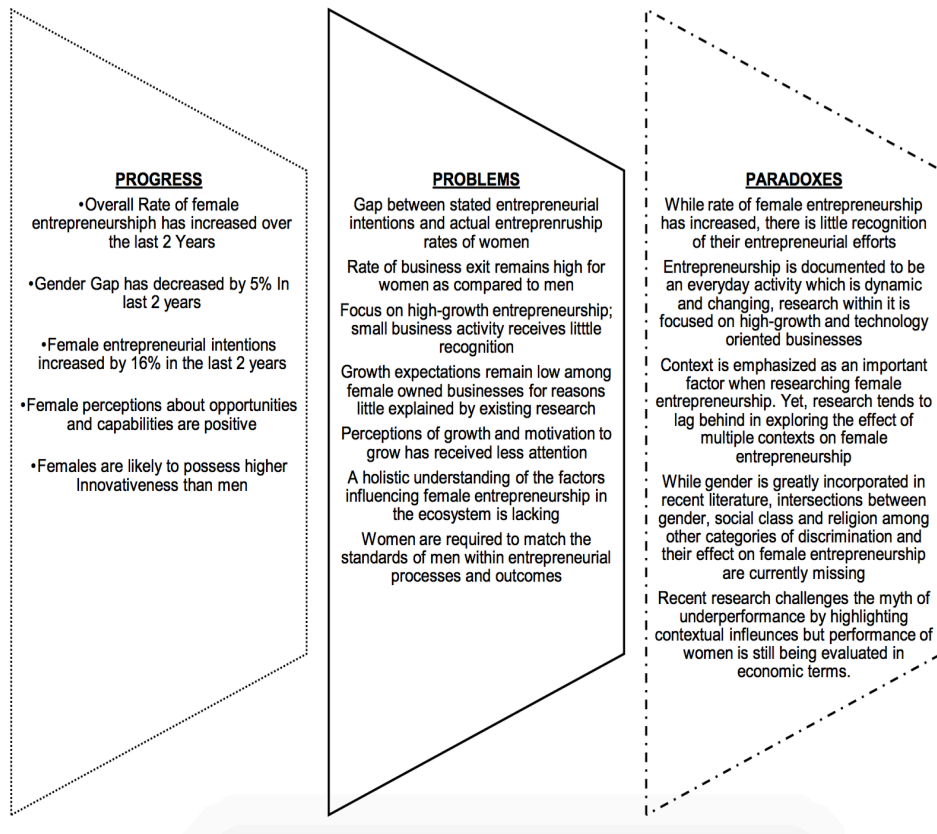 PROGRESS
•Overall Rate of female
entrepreneurshiph has increased over
the last 2 Years
•Gender Gap has decreased by 5% In
last 2 years
•Female entrepreneurial intentions
increased by 16% in the last 2 years
•Female perceptions about opportunities
and capabilities are positive
•Females are likely to possess higher
Innovativeness than men
PROBLEMS
Gap between stated entrepreneurial
intentions and actual entreprenruship
rates of women
Rate of business exit remains high for
women as compared to men
Focus on high-growth entrepreneurship;
small business activity receives litttle
recognition
Growth expectations remain low among
female owned businesses for reasons
little explained by existing research
Perceptions of growth and motivation to
grow has received less attention
A holistic understanding of the factors
influencing female entrepreneurship in
the ecosystem is lacking
Women are required to match the
standards of men within entrepreneurial
processes and outcomes
PARADOXES
While rate of female entrepreneurship
has increased, there is little recognition
of their entrepreneurial efforts
Entrepreneurship is documented to be
an everyday activity which is dynamic
and changing, research within it is
focused on high-growth and technology
oriented businesses
Context is emphasized as an important
factor when researching female
entrepreneurship. Yet, research tends to
lag behind in exploring the effect of
multiple contexts on female
entrepreneurship
While gender is greatly incorporated in
recent literature, intersections between
gender, social class and religion among
other categories of discrimination and
their effect on female entrepreneurship
are currently missing
Recent research challenges the myth of
underperformance by highlighting
contextual infleunces but performance of
women is still being evaluated in
economic terms.